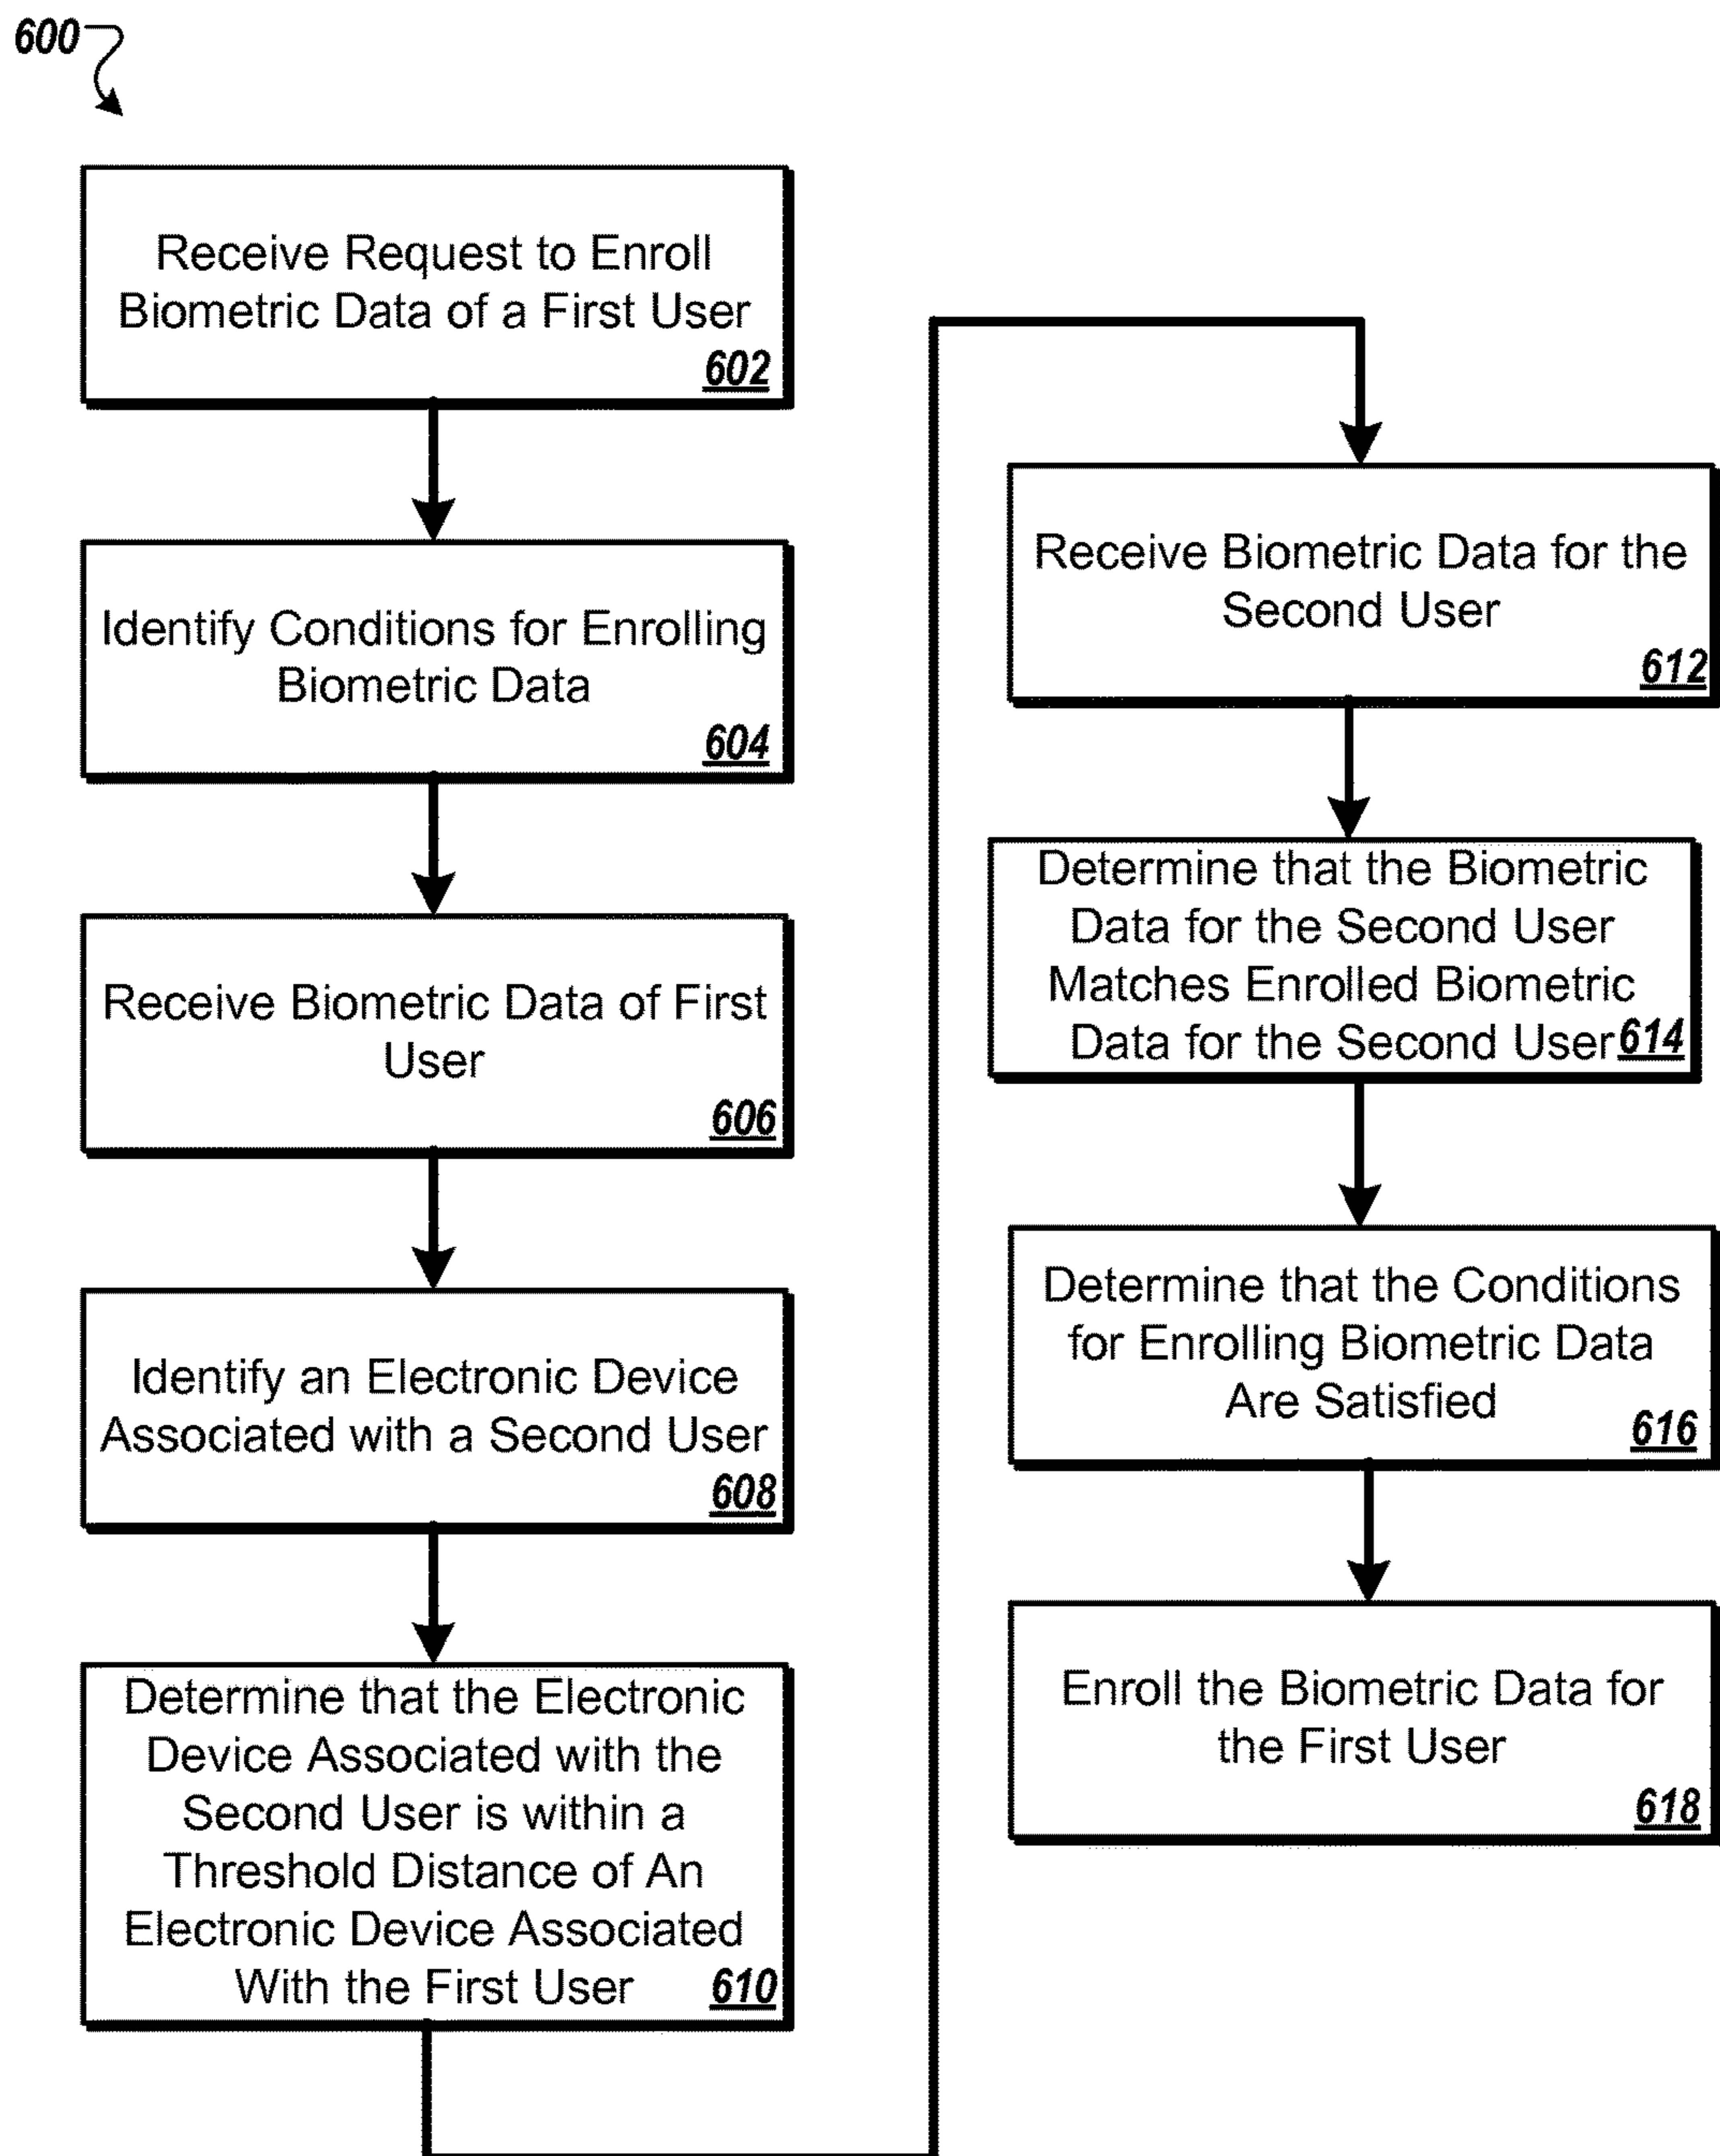 600
Receive Request to Enroll
Biometric Data of a First User
602
Identify Conditions for Enrolling
Biometric Data
604
Receive Biometric Data of First
User
606
Identify an Electronic Device
Associated with a Second User
608
Determine that the Electronic
Device Associated with the
Second User is within a
Threshold Distance of An
Electronic Device Associated
With the First User 610
Receive Biometric Data for the
Second User
612
Determine that the Biometric
Data for the Second User
Matches Enrolled Biometric
Data for the Second User 614
Determine that the Conditions
for Enrolling Biometric Data
Are Satisfied
616
Enroll the Biometric Data for
the First User
618